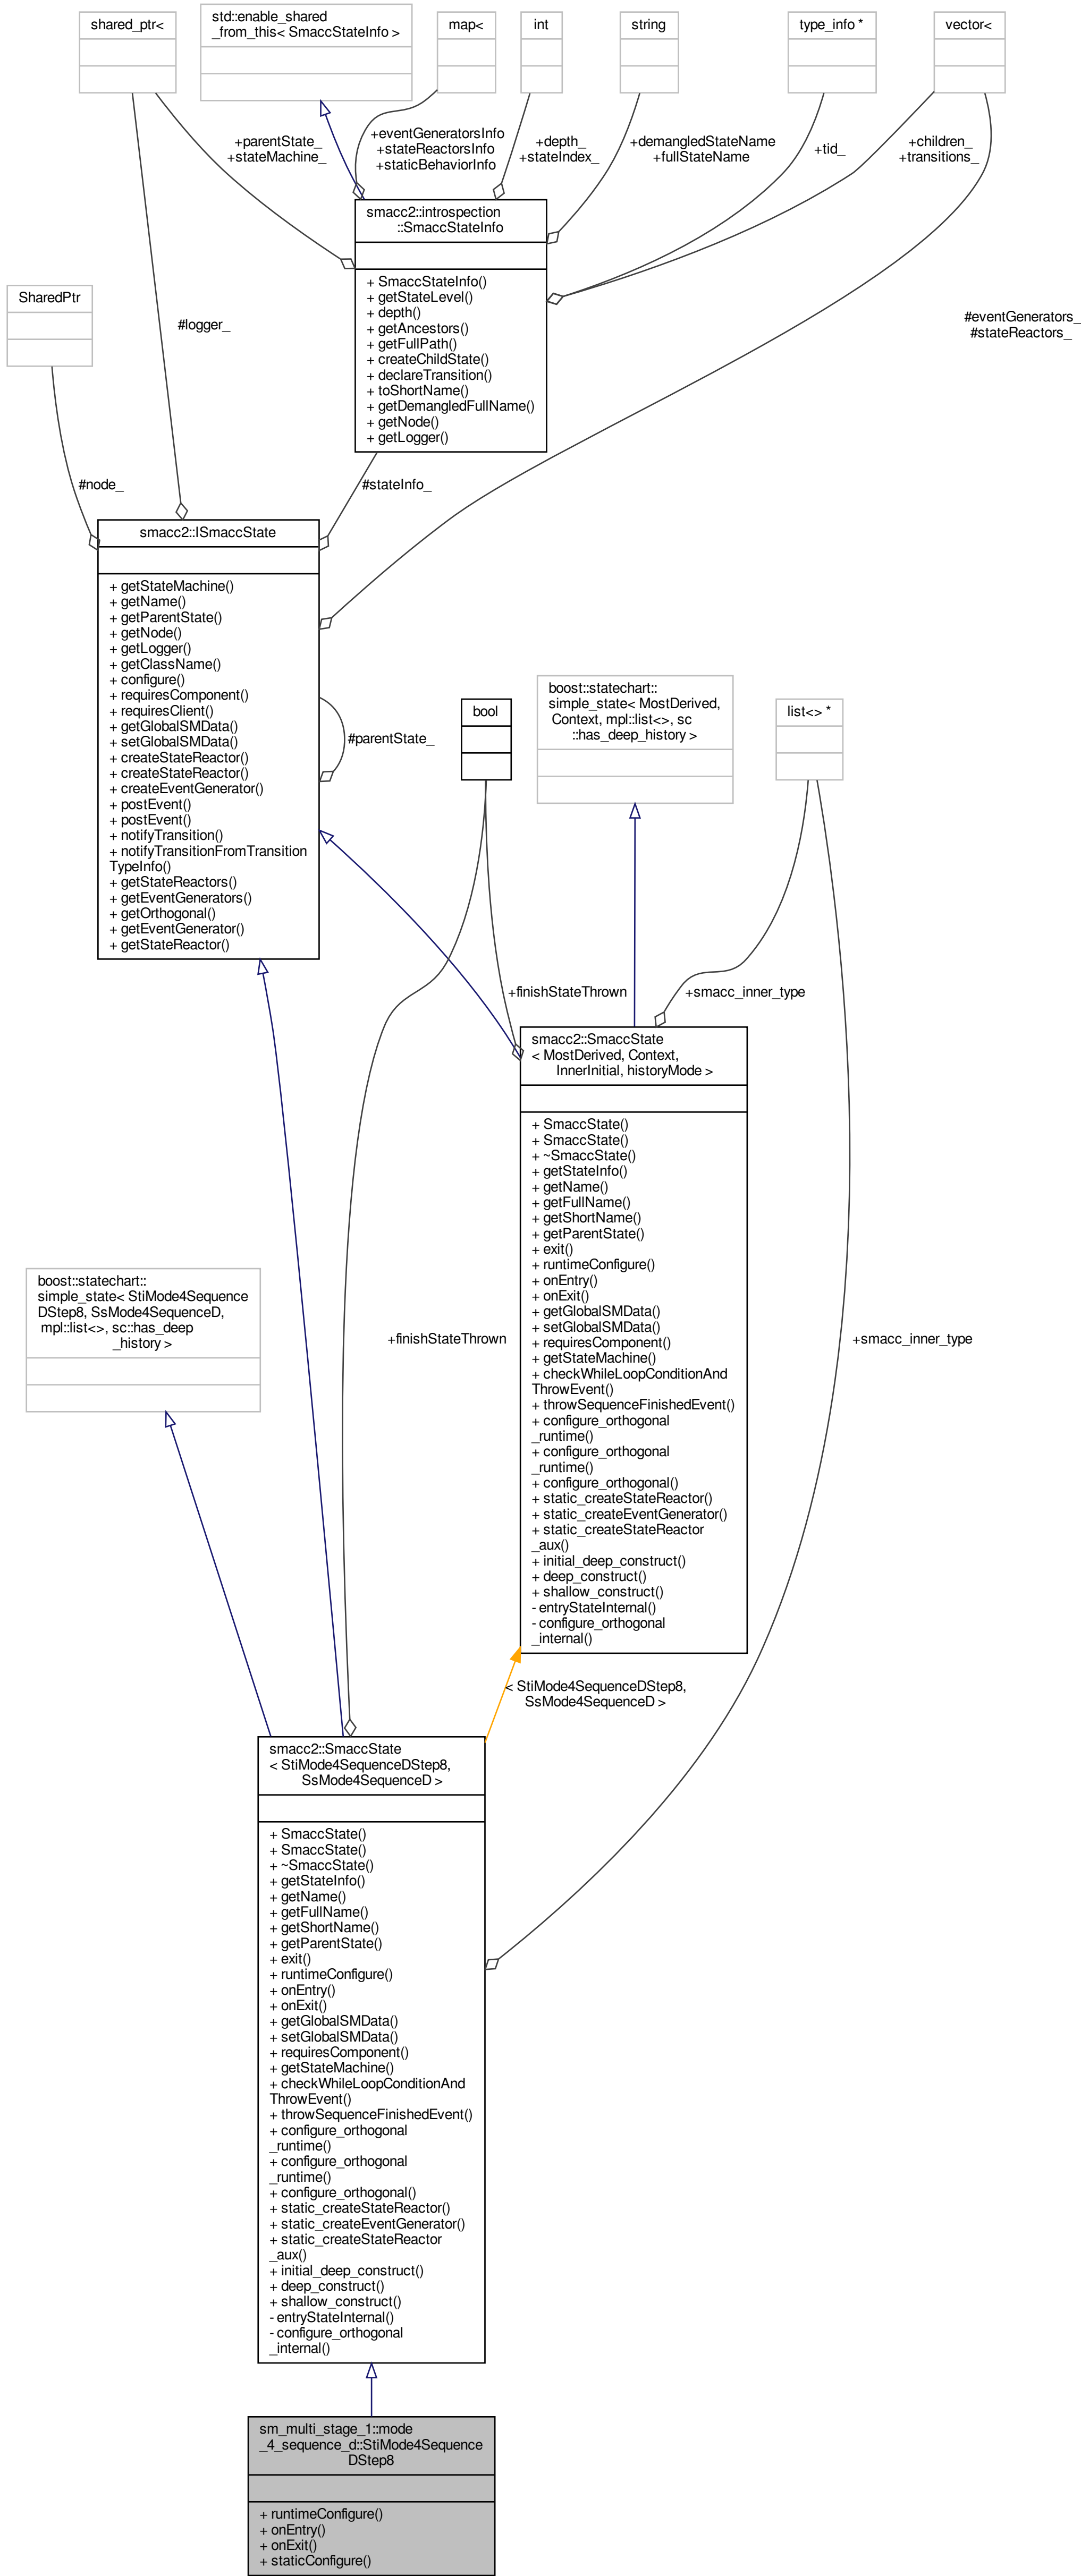 shared_ptr<
std::enable_shared
_from_this< SmaccStateInfo >
map<
int
string
type_info *
vector<
+parentState_
+stateMachine_
+eventGeneratorsInfo
+stateReactorsInfo
+staticBehaviorInfo
+depth_
+stateIndex_
+demangledStateName
+fullStateName
+tid_
+children_
+transitions_
smacc2::introspection
::SmaccStateInfo
+ SmaccStateInfo()
+ getStateLevel()
+ depth()
+ getAncestors()
+ getFullPath()
+ createChildState()
+ declareTransition()
+ toShortName()
+ getDemangledFullName()
+ getNode()
+ getLogger()
SharedPtr
#logger_
#eventGenerators_
#stateReactors_
#node_
#stateInfo_
smacc2::ISmaccState
+ getStateMachine()
+ getName()
+ getParentState()
+ getNode()
+ getLogger()
+ getClassName()
+ configure()
+ requiresComponent()
+ requiresClient()
+ getGlobalSMData()
+ setGlobalSMData()
+ createStateReactor()
+ createStateReactor()
+ createEventGenerator()
+ postEvent()
+ postEvent()
+ notifyTransition()
+ notifyTransitionFromTransition
TypeInfo()
+ getStateReactors()
+ getEventGenerators()
+ getOrthogonal()
+ getEventGenerator()
+ getStateReactor()
#parentState_
bool
boost::statechart::
simple_state< MostDerived,
Context, mpl::list<>, sc
::has_deep_history >
list<> *
+finishStateThrown
+smacc_inner_type
smacc2::SmaccState
< MostDerived, Context,
InnerInitial, historyMode >
+ SmaccState()
+ SmaccState()
+ ~SmaccState()
+ getStateInfo()
+ getName()
+ getFullName()
+ getShortName()
+ getParentState()
+ exit()
+ runtimeConfigure()
+ onEntry()
+ onExit()
+ getGlobalSMData()
+ setGlobalSMData()
+ requiresComponent()
+ getStateMachine()
+ checkWhileLoopConditionAnd
ThrowEvent()
+ throwSequenceFinishedEvent()
+ configure_orthogonal
_runtime()
+ configure_orthogonal
_runtime()
+ configure_orthogonal()
+ static_createStateReactor()
+ static_createEventGenerator()
+ static_createStateReactor
_aux()
+ initial_deep_construct()
+ deep_construct()
+ shallow_construct()
- entryStateInternal()
- configure_orthogonal
_internal()
boost::statechart::
simple_state< StiMode4Sequence
DStep8, SsMode4SequenceD,
mpl::list<>, sc::has_deep
_history >
+finishStateThrown
+smacc_inner_type
< StiMode4SequenceDStep8,
SsMode4SequenceD >
smacc2::SmaccState
< StiMode4SequenceDStep8,
SsMode4SequenceD >
+ SmaccState()
+ SmaccState()
+ ~SmaccState()
+ getStateInfo()
+ getName()
+ getFullName()
+ getShortName()
+ getParentState()
+ exit()
+ runtimeConfigure()
+ onEntry()
+ onExit()
+ getGlobalSMData()
+ setGlobalSMData()
+ requiresComponent()
+ getStateMachine()
+ checkWhileLoopConditionAnd
ThrowEvent()
+ throwSequenceFinishedEvent()
+ configure_orthogonal
_runtime()
+ configure_orthogonal
_runtime()
+ configure_orthogonal()
+ static_createStateReactor()
+ static_createEventGenerator()
+ static_createStateReactor
_aux()
+ initial_deep_construct()
+ deep_construct()
+ shallow_construct()
- entryStateInternal()
- configure_orthogonal
_internal()
sm_multi_stage_1::mode
_4_sequence_d::StiMode4Sequence
DStep8
+ runtimeConfigure()
+ onEntry()
+ onExit()
+ staticConfigure()